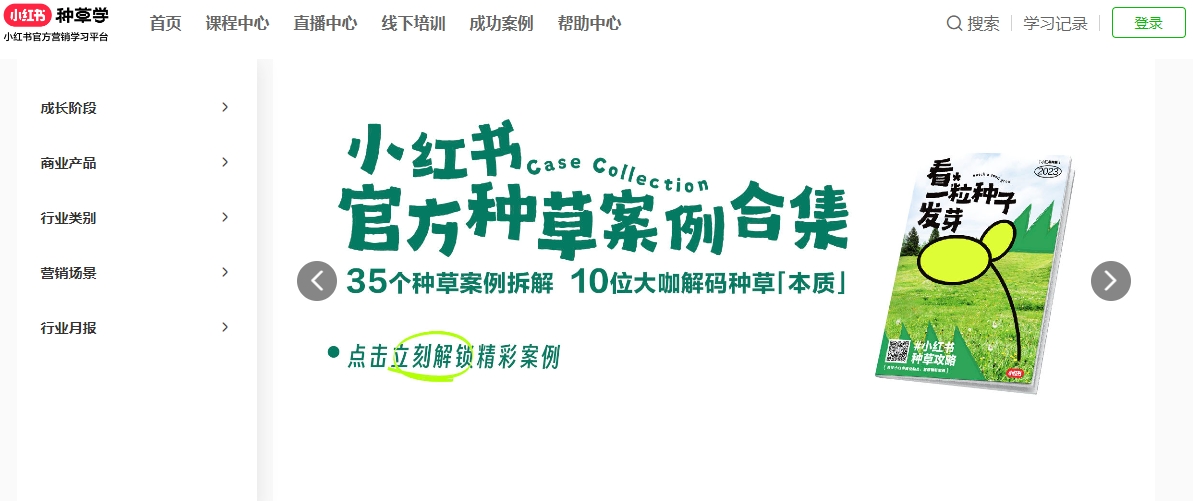 小红书 种草学
小红书官方营销学习平台
首页 课程中心 直播中心 线下培训 成功案例 帮助中心
搜索 学习记录 登录
成长阶段
商业产品
行业类别
营销场景
行业月报
小红书
Case Collection
官方种草案例合集
35个种草案例拆解 10位大咖解码种草「本质」
点击立刻解锁精彩案例
2023
看*
一粒种子
发芽
#小红书
种草攻略
小红书